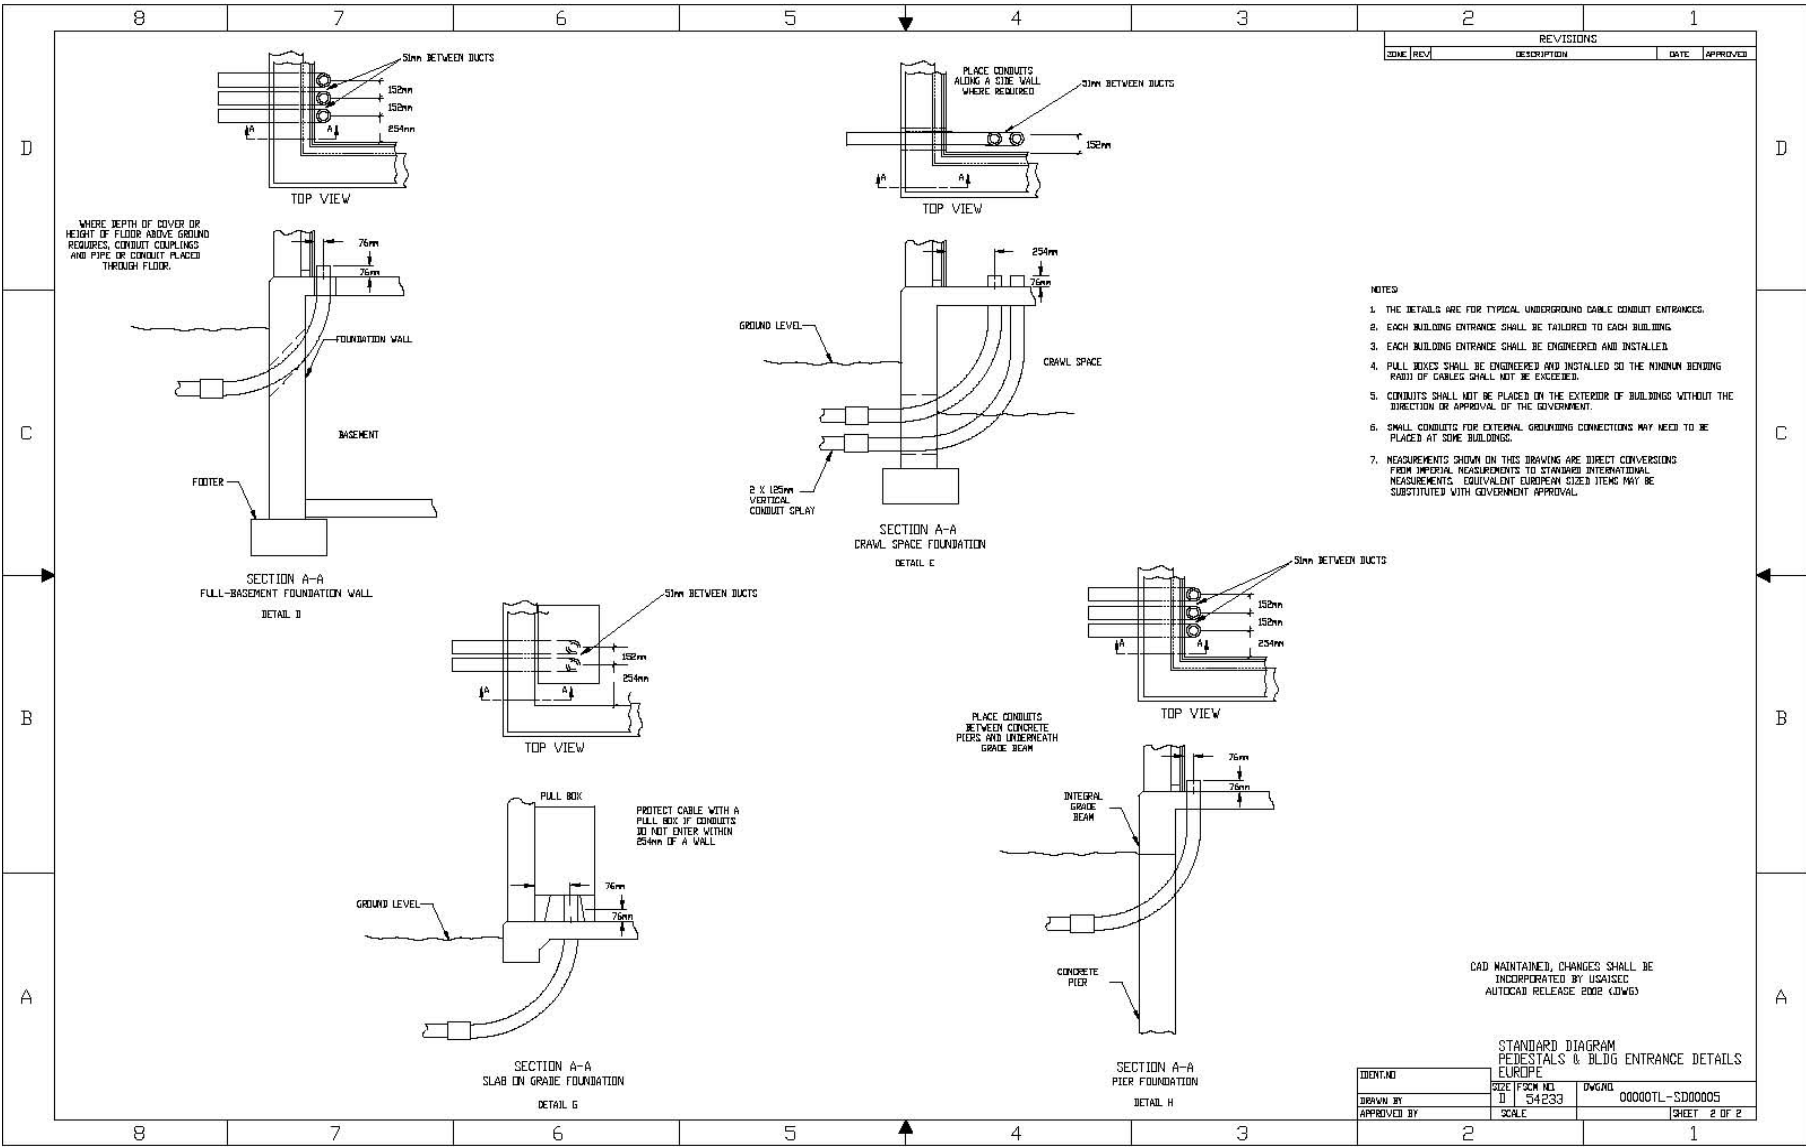 8 7 6 5 4 3 2 1
REVISIONS
ZONE REV DESCRIPTION DATE APPROVED
D
D
C
C
B
B
A
A
51mm BETWEEN DUCTS
152mm
152mm
254mm
A A
TOP VIEW
WHERE DEPTH OF COVER OR
HEIGHT OF FLOOR ABOVE GROUND
REQUIRES, CONDUIT COUPLINGS
AND PIPE OR CONDUIT PLACED
THROUGH FLOOR.
76mm
76mm
FOUNDATION WALL
BASEMENT
FOOTER
SECTION A-A
FULL-BASEMENT FOUNDATION WALL
DETAIL D
PLACE CONDUITS
ALONG A SIDE WALL
WHERE REQUIRED
51mm BETWEEN DUCTS
152mm
A A
TOP VIEW
254mm
76mm
GROUND LEVEL
CRAWL SPACE
2 X 125mm
VERTICAL
CONDUIT SPLAY
SECTION A-A
CRAWL SPACE FOUNDATION
DETAIL E
NOTES:
1. THE DETAILS ARE FOR TYPICAL UNDERGROUND CABLE CONDUIT ENTRANCES.
2. EACH BUILDING ENTRANCE SHALL BE TAILORED TO EACH BUILDING.
3. EACH BUILDING ENTRANCE SHALL BE ENGINEERED AND INSTALLED.
4. PULL BOXES SHALL BE ENGINEERED AND INSTALLED SO THE MINIMUM BENDING
RADII OF CABLES SHALL NOT BE EXCEEDED.
5. CONDUITS SHALL NOT BE PLACED ON THE EXTERIOR OF BUILDINGS WITHOUT THE
DIRECTION OR APPROVAL OF THE GOVERNMENT.
6. SMALL CONDUITS FOR EXTERNAL GROUNDING CONNECTIONS MAY NEED TO BE
PLACED AT SOME BUILDINGS.
7. MEASUREMENTS SHOWN ON THIS DRAWING ARE DIRECT CONVERSIONS
FROM IMPERIAL MEASUREMENTS TO STANDARD INTERNATIONAL
MEASUREMENTS. EQUIVALENT EUROPEAN SIZED ITEMS MAY BE
SUBSTITUTED WITH GOVERNMENT APPROVAL.
51mm BETWEEN DUCTS
152mm
254mm
A A
TOP VIEW
PULL BOX
PROTECT CABLE WITH A
PULL BOX IF CONDUITS
DO NOT ENTER WITHIN
254mm OF A WALL
76mm
76mm
GROUND LEVEL
SECTION A-A
SLAB ON GRADE FOUNDATION
DETAIL G
51mm BETWEEN DUCTS
152mm
152mm
254mm
A A
TOP VIEW
PLACE CONDUITS
BETWEEN CONCRETE
PIERS AND UNDERNEATH
GRADE BEAM
76mm
76mm
INTEGRAL
GRADE
BEAM
CONCRETE
PIER
SECTION A-A
PIER FOUNDATION
DETAIL H
CAD MAINTAINED, CHANGES SHALL BE
INCORPORATED BY USAISEC
AUTOCAD RELEASE 2002 (.DWG)
STANDARD DIAGRAM
PEDESTALS & BLDG ENTRANCE DETAILS
EUROPE
IDENT.NO
SIZE FSCM NO. DWG.NO.
D 54233 00000TL-SD00005
DRAWN BY
APPROVED BY SCALE SHEET 2 OF 2
8 7 6 5 4 3 2 1